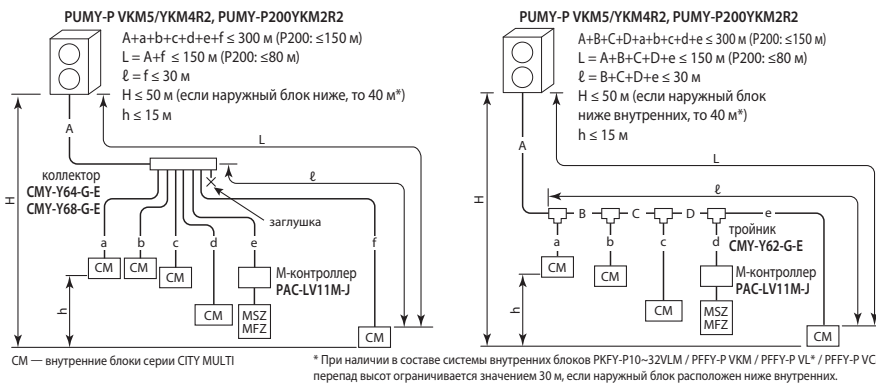 PUMY-P VKM5/YKM4R2, PUMY-P200YKM2R2
A+a+b+c+d+e+f ≤ 300 м (P200: ≤150 м)
L = A+f ≤ 150 м (P200: ≤80 м)
ℓ = f ≤ 30 м
H ≤ 50 м (если наружный блок ниже, то 40 м*)
h ≤ 15 м
A
L
H
ℓ
коллектор
CMY-Y64-G-E
CMY-Y68-G-E
заглушка
a
b
c
d
e
f
CM
CM
CM
М-контроллер
PAC-LV11M-J
h
CM
MSZ
MFZ
CM
PUMY-P VKM5/YKM4R2, PUMY-P200YKM2R2
A+B+C+D+a+b+c+d+e ≤ 300 м (P200: ≤150 м)
L = A+B+C+D+e ≤ 150 м (P200: ≤80 м)
ℓ = B+C+D+e ≤ 30 м
H ≤ 50 м (если наружный блок
ниже внутренних, то 40 м*)
h ≤ 15 м
A
L
H
ℓ
B
C
D
e
тройник
CMY-Y62-G-E
a
b
c
d
CM
CM
М-контроллер
PAC-LV11M-J
h
CM
MSZ
MFZ
CM
CM — внутренние блоки серии CITY MULTI
* При наличии в составе системы внутренних блоков PKFY-P10~32VLM / PFFY-P VKM / PFFY-P VL* / PFFY-P VC
перепад высот ограничивается значением 30 м, если наружный блок расположен ниже внутренних.